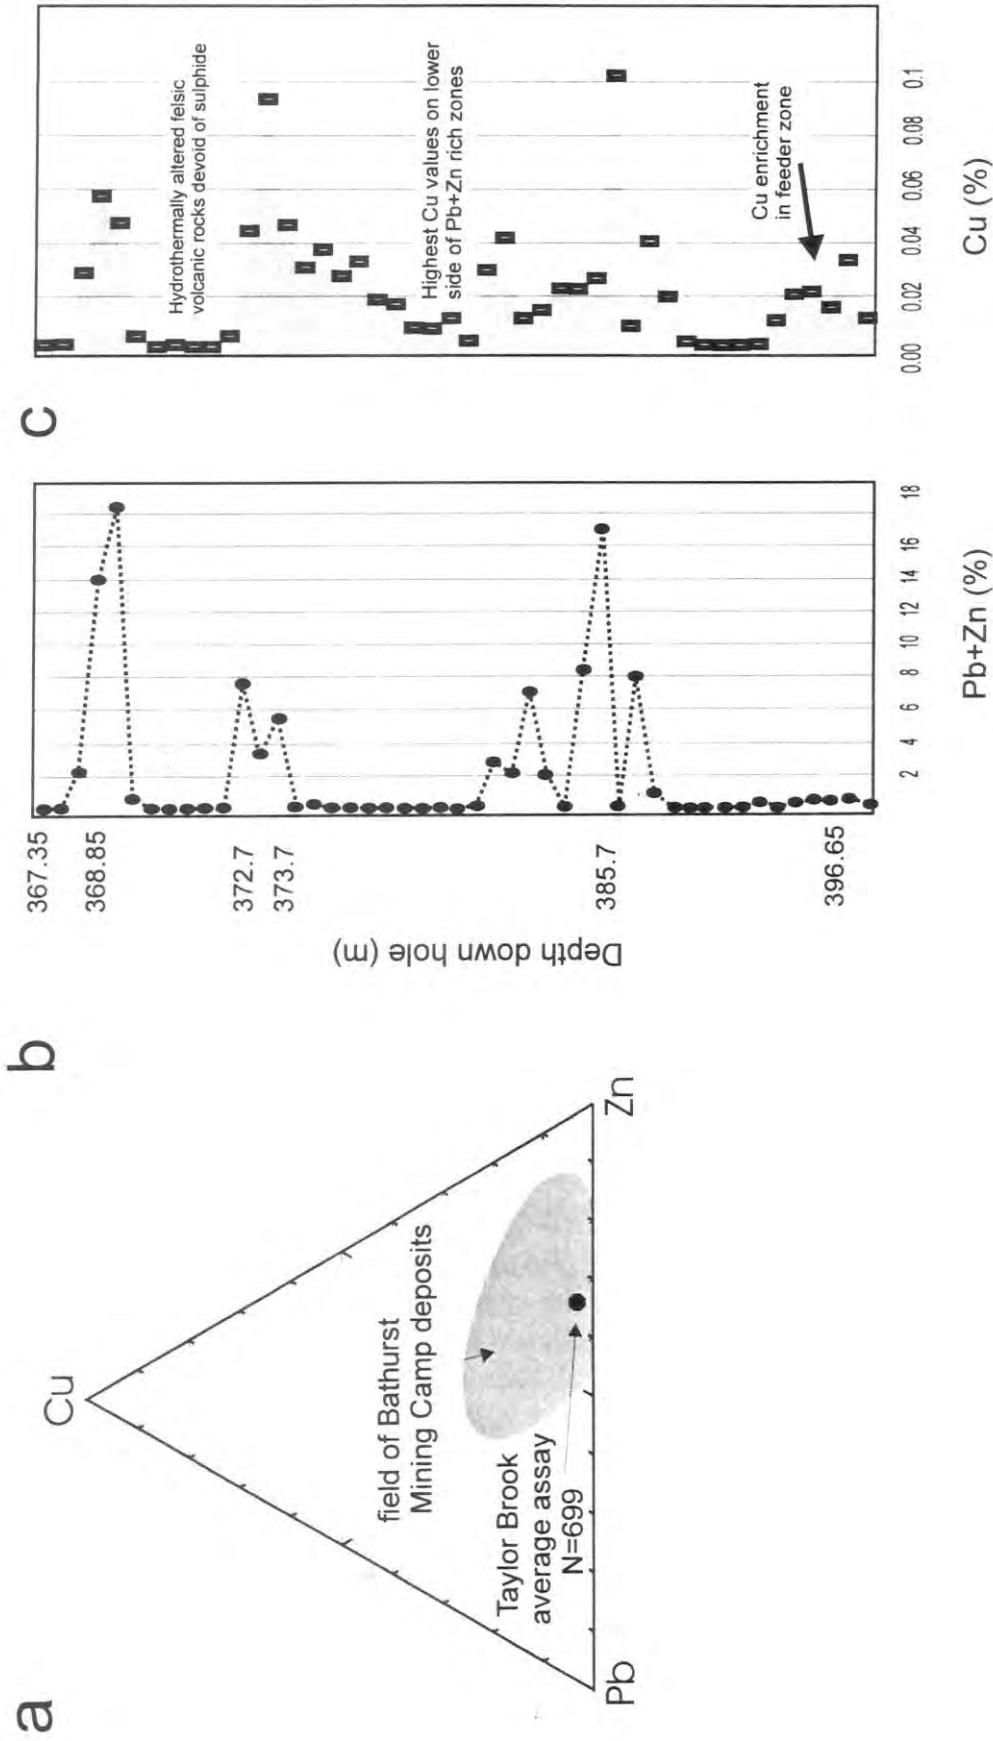 a
Cu
field of Bathurst
Mining Camp deposits
Taylor Brook
average assay
N=699
Pb
Zn
b
Depth down hole (m)
367.35
368.85
372.7
373.7
385.7
396.65
2
4
6
8
10
12
14
16
18
Pb+Zn (%)
c
Hydrothermally altered felsic
volcanic rocks devoid of sulphide
Highest Cu values on lower
side of Pb+Zn rich zones
Cu enrichment
in feeder zone
0.00
0.02
0.04
0.06
0.08
0.1
Cu (%)